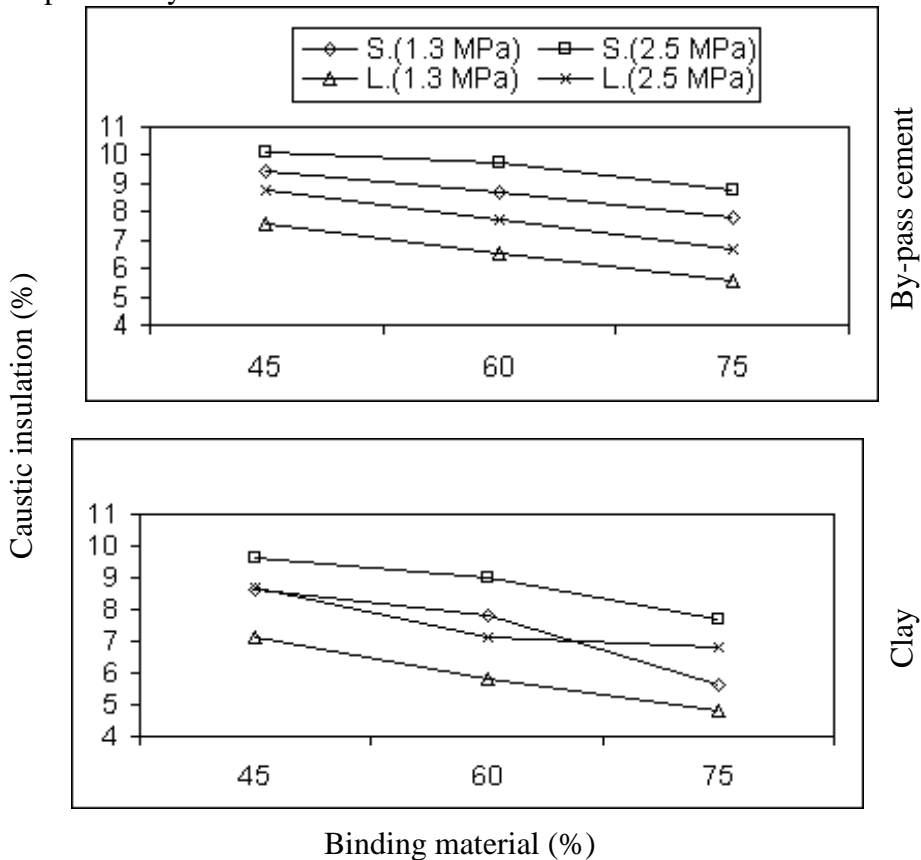 S.(1.3 MPa) S.(2.5 MPa)
L.(1.3 MPa) L.(2.5 MPa)
11
10
9
8
7
6
5
4
45 60 75
By-pass cement
Caustic insulation (%)
11
10
9
8
7
6
5
4
45 60 75
Clay
Binding material (%)